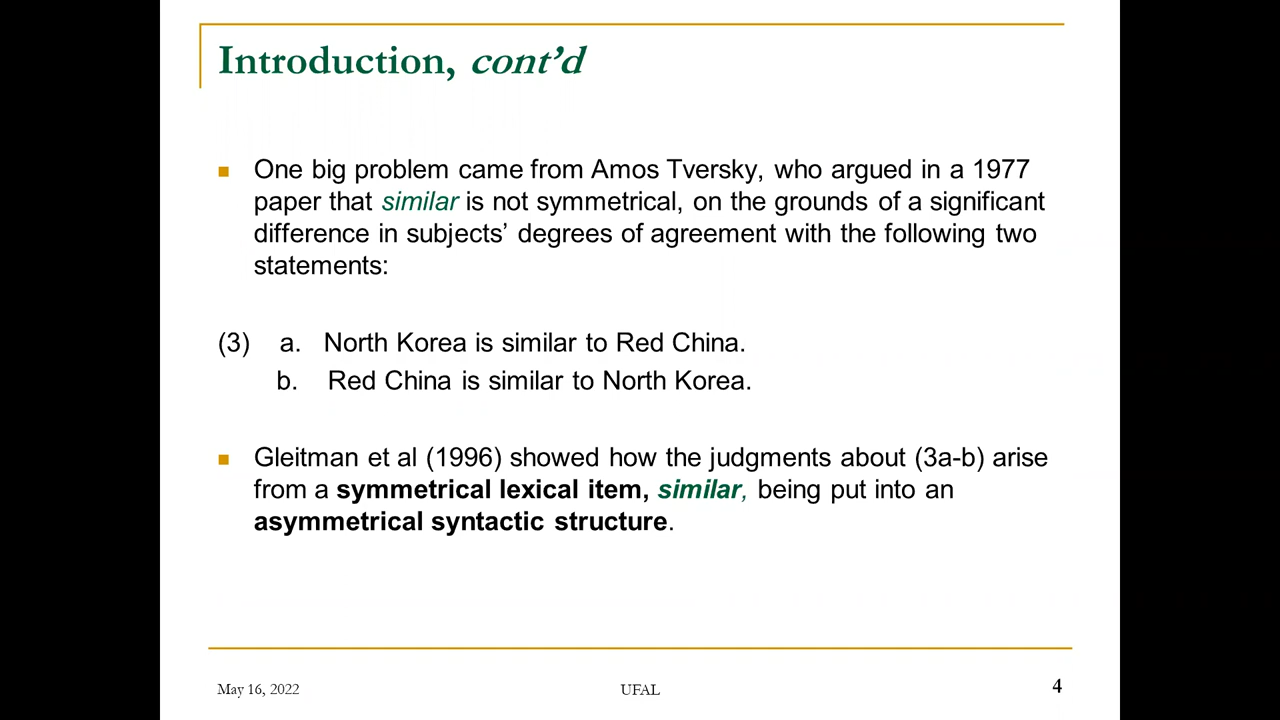 Introduction, cont’d
One big problem came from Amos Tversky, who argued in a 1977
paper that similar is not symmetrical, on the grounds of a significant
difference in subjects’ degrees of agreement with the following two
statements:
(3) a. North Korea is similar to Red China.
b. Red China is similar to North Korea.
Gleitman et al (1996) showed how the judgments about (3a-b) arise
from a symmetrical lexical item, similar, being put into an
asymmetrical syntactic structure.
May 16, 2022 UFAL 4